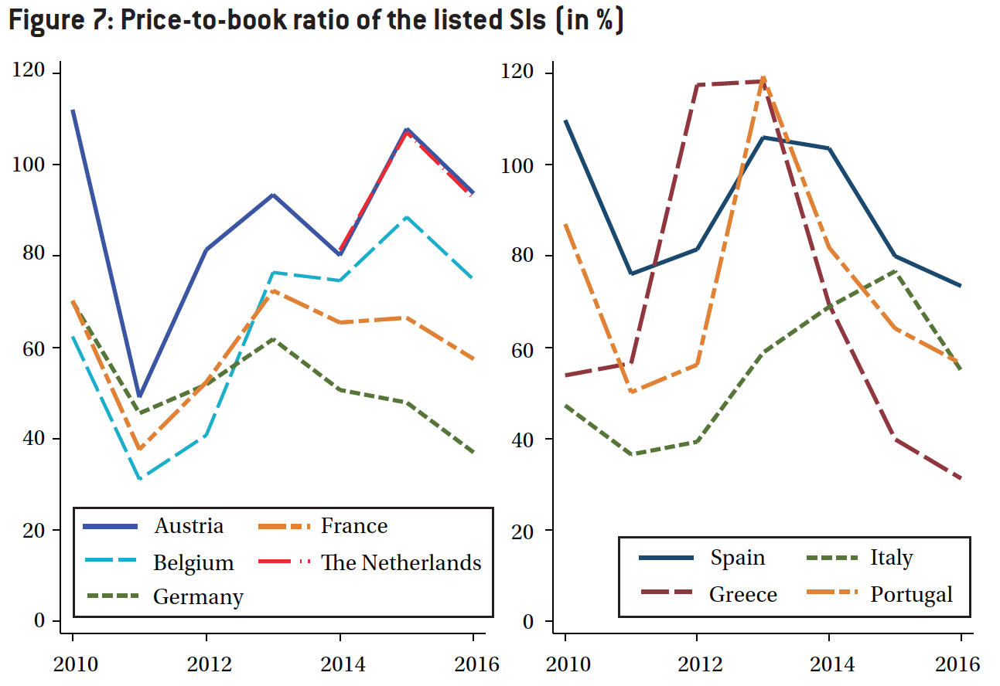 Figure 7: Price-to-book ratio of the listed SIs (in %)
120
100
80
60
40
20
0
2010 2012 2014 2016
Austria France
Belgium The Netherlands
Germany
120
100
80
60
40
20
0
2010 2012 2014 2016
Spain Italy
Greece Portugal